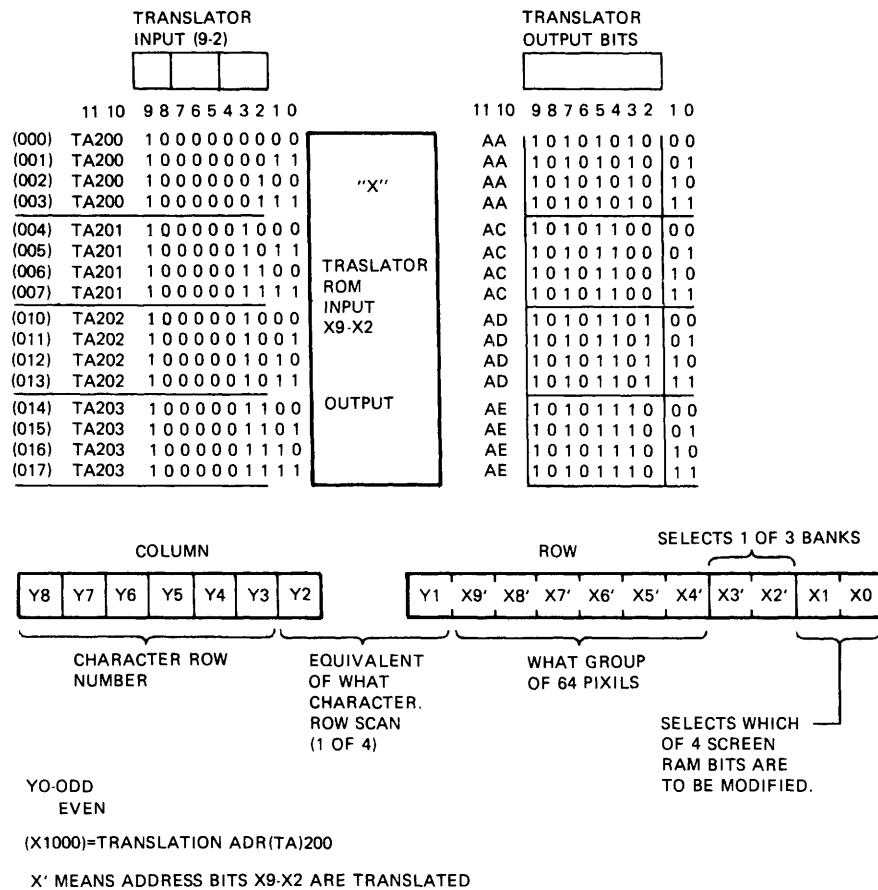 TRANSLATOR
INPUT (9-2)
TRANSLATOR
OUTPUT BITS
11 10 9 8 7 6 5 4 3 2 1 0 11 10 9 8 7 6 5 4 3 2 1 0
(000) TA200 1 0 0 0 0 0 0 0 0 0 AA 1 0 1 0 1 0 1 0 0 0
(001) TA200 1 0 0 0 0 0 0 0 1 1 AA 1 0 1 0 1 0 1 0 0 1
(002) TA200 1 0 0 0 0 0 0 1 0 0 "X" AA 1 0 1 0 1 0 1 0 1 0
(003) TA200 1 0 0 0 0 0 0 1 1 1 AA 1 0 1 0 1 0 1 0 1 1
(004) TA201 1 0 0 0 0 0 1 0 0 0 AC 1 0 1 0 1 1 0 0 0 0
(005) TA201 1 0 0 0 0 0 1 0 1 1 AC 1 0 1 0 1 1 0 0 0 1
(006) TA201 1 0 0 0 0 0 1 1 0 0 TRASLATOR AC 1 0 1 0 1 1 0 0 1 0
(007) TA201 1 0 0 0 0 0 1 1 1 1 ROM AC 1 0 1 0 1 1 0 0 1 1
(010) TA202 1 0 0 0 0 0 1 0 0 0 INPUT AD 1 0 1 0 1 1 0 1 0 0
(011) TA202 1 0 0 0 0 0 1 0 0 1 X9-X2 AD 1 0 1 0 1 1 0 1 0 1
(012) TA202 1 0 0 0 0 0 1 0 1 0 AD 1 0 1 0 1 1 0 1 1 0
(013) TA202 1 0 0 0 0 0 1 0 1 1 AD 1 0 1 0 1 1 0 1 1 1
(014) TA203 1 0 0 0 0 0 1 1 0 0 OUTPUT AE 1 0 1 0 1 1 1 0 0 0
(015) TA203 1 0 0 0 0 0 1 1 0 1 AE 1 0 1 0 1 1 1 0 0 1
(016) TA203 1 0 0 0 0 0 1 1 1 0 AE 1 0 1 0 1 1 1 0 1 0
(017) TA203 1 0 0 0 0 0 1 1 1 1 AE 1 0 1 0 1 1 1 0 1 1
COLUMN
ROW
SELECTS 1 OF 3 BANKS
Y8 Y7 Y6 Y5 Y4 Y3 Y2 Y1 X9' X8' X7' X6' X5' X4' X3' X2' X1 X0
CHARACTER ROW
NUMBER
EQUIVALENT
OF WHAT
CHARACTER.
ROW SCAN
(1 OF 4)
WHAT GROUP
OF 64 PIXILS
SELECTS WHICH
OF 4 SCREEN
RAM BITS ARE
TO BE MODIFIED.
YO-ODD
EVEN
(X1000)=TRANSLATION ADR(TA)200
X' MEANS ADDRESS BITS X9-X2 ARE TRANSLATED